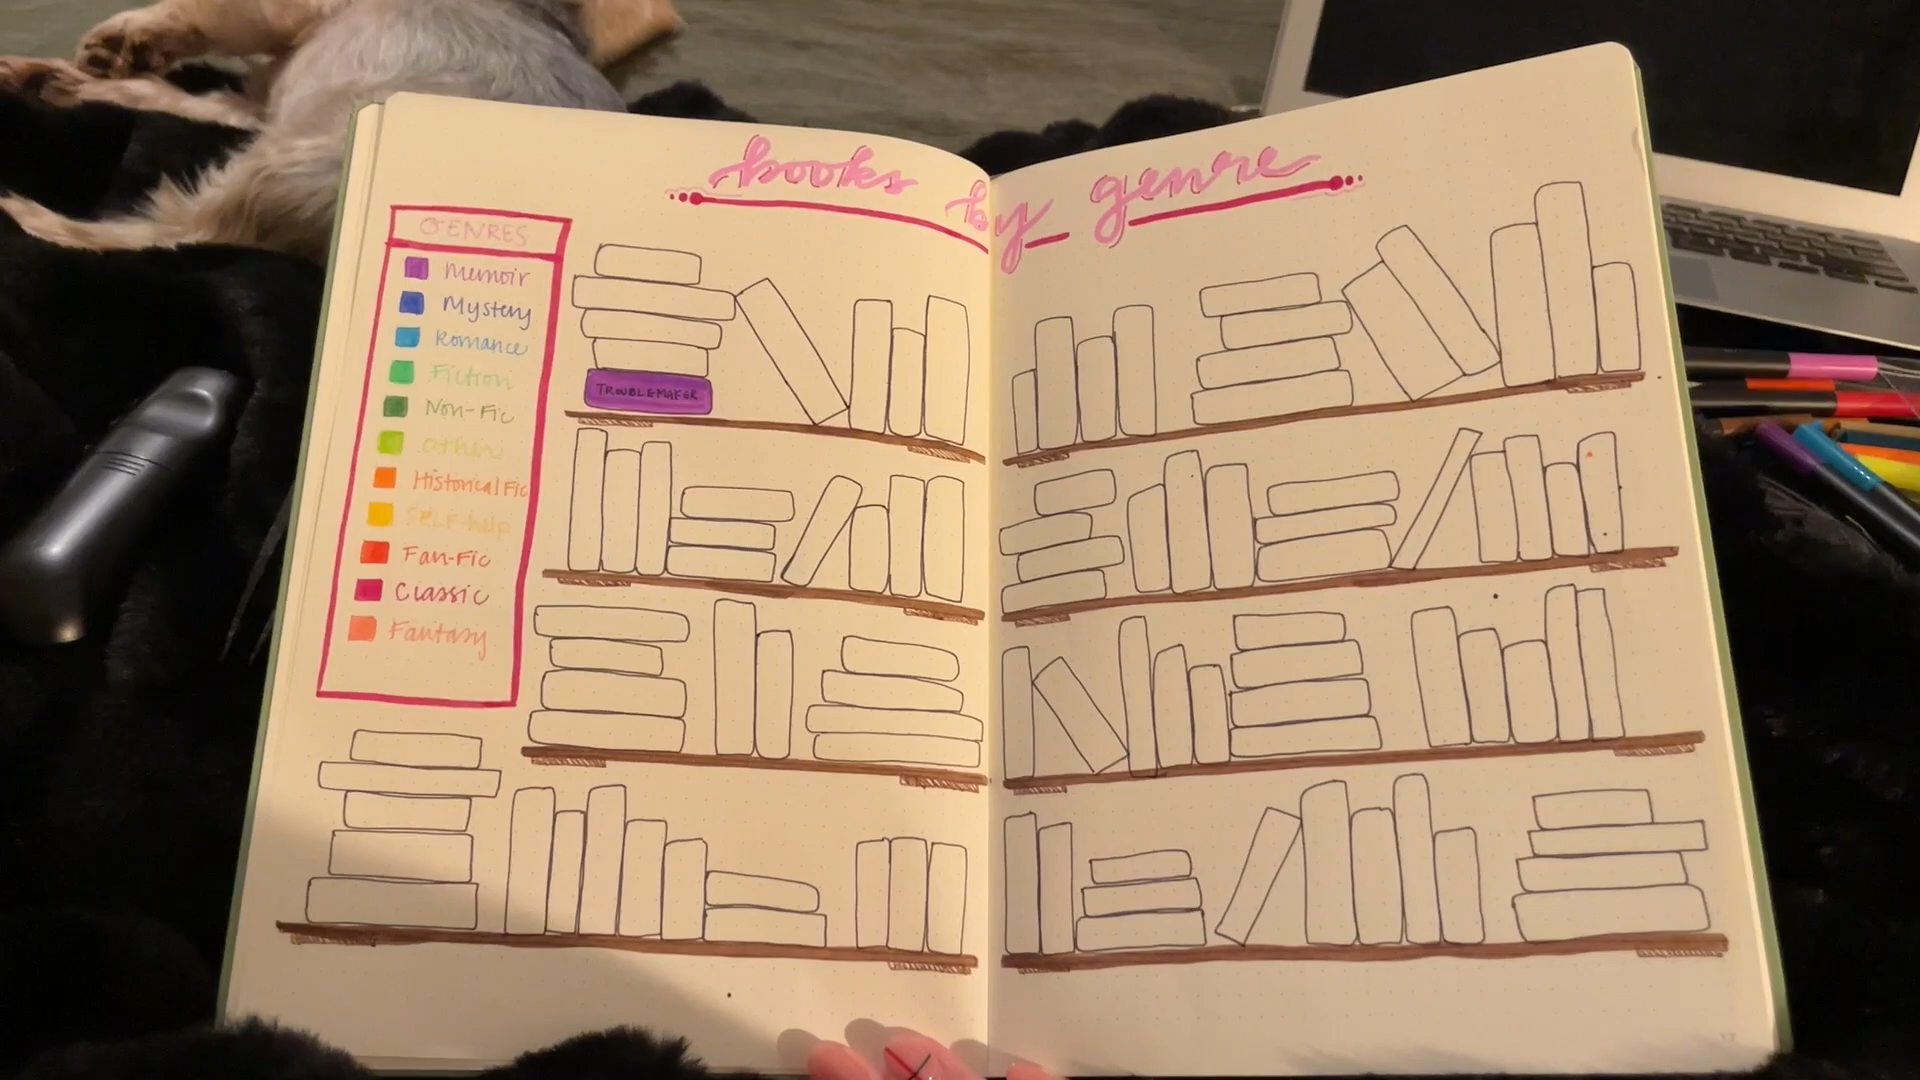 books by genre
GENRES
Memoir
Mystery
Romance
Fiction
Non-Fic
Other
Historical Fic
Self-help
Fan-Fic
Classic
Fantasy
TROUBLEMAKER